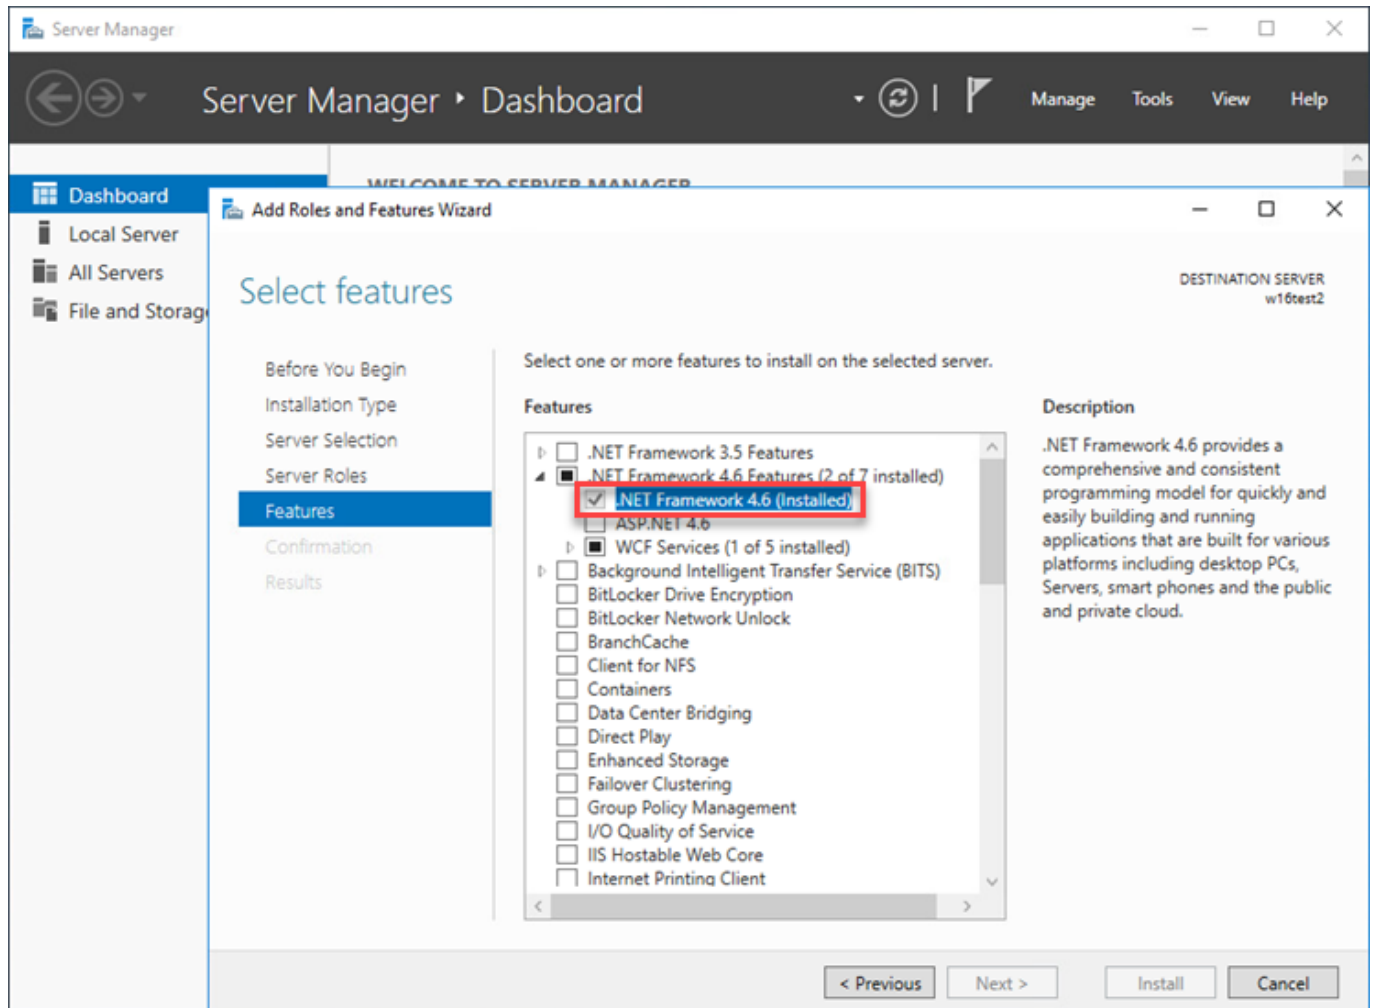 Server Manager
Server Manager • Dashboard
Manage Tools View Help
WELCOME TO SERVER MANAGER
Dashboard
Local Server
All Servers
File and Storag
Add Roles and Features Wizard
Select features
DESTINATION SERVER
w16test2
Before You Begin
Installation Type
Server Selection
Server Roles
Features
Confirmation
Results
Select one or more features to install on the selected server.
Features
.NET Framework 3.5 Features
.NET Framework 4.6 Features (2 of 7 installed)
.NET Framework 4.6 (Installed)
ASP.NET 4.6
WCF Services (1 of 5 installed)
Background Intelligent Transfer Service (BITS)
BitLocker Drive Encryption
BitLocker Network Unlock
BranchCache
Client for NFS
Containers
Data Center Bridging
Direct Play
Enhanced Storage
Failover Clustering
Group Policy Management
I/O Quality of Service
IIS Hostable Web Core
Internet Printing Client
Description
.NET Framework 4.6 provides a
comprehensive and consistent
programming model for quickly and
easily building and running
applications that are built for various
platforms including desktop PCs,
Servers, smart phones and the public
and private cloud.
< Previous
Next >
Install
Cancel